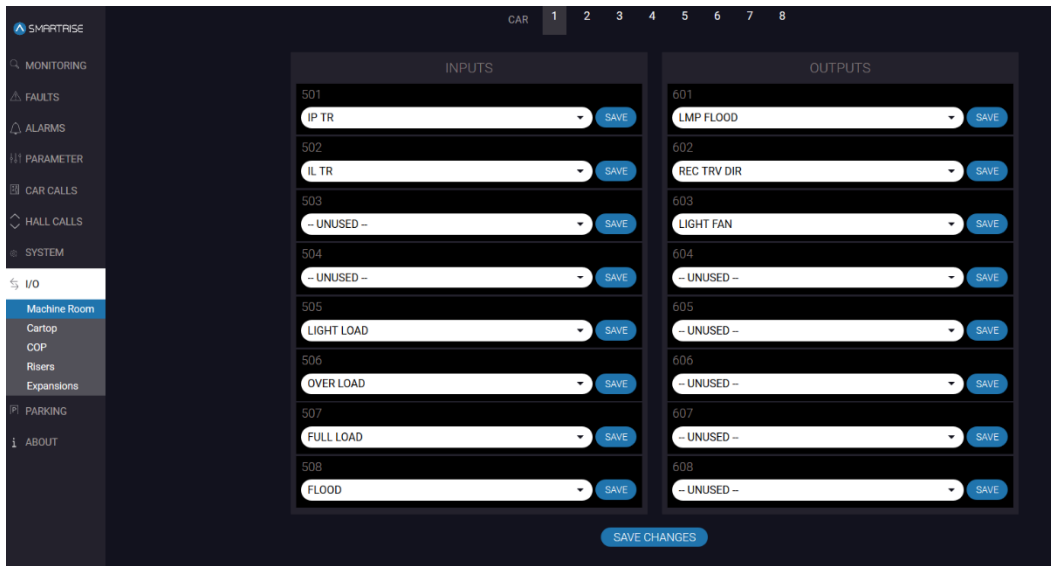 SMARTRISE
MONITORING
FAULTS
ALARMS
PARAMETER
CAR CALLS
HALL CALLS
SYSTEM
I/O
Machine Room
Cartop
COP
Risers
Expansions
PARKING
ABOUT
CAR 1 2 3 4 5 6 7 8
INPUTS
501
IP TR SAVE
502
IL TR SAVE
503
-- UNUSED -- SAVE
504
-- UNUSED -- SAVE
505
LIGHT LOAD SAVE
506
OVER LOAD SAVE
507
FULL LOAD SAVE
508
FLOOD SAVE
OUTPUTS
601
LMP FLOOD SAVE
602
REC TRV DIR SAVE
603
LIGHT FAN SAVE
604
-- UNUSED -- SAVE
605
-- UNUSED -- SAVE
606
-- UNUSED -- SAVE
607
-- UNUSED -- SAVE
608
-- UNUSED -- SAVE
SAVE CHANGES